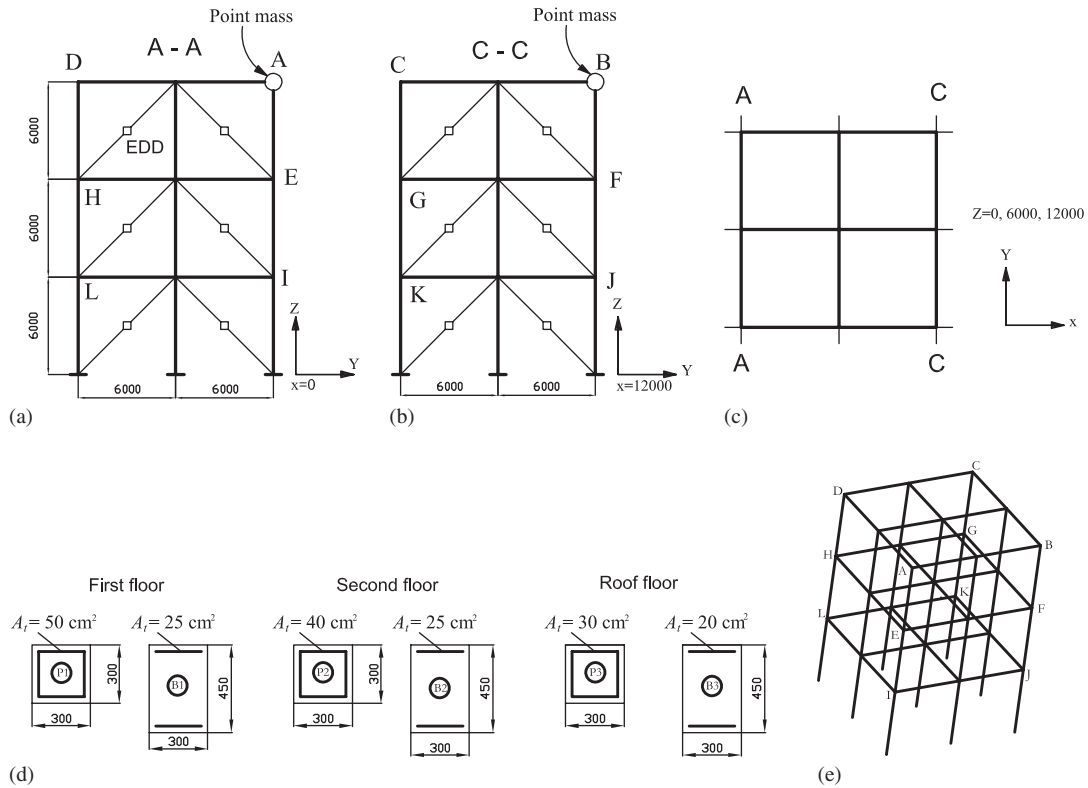 Point mass
A - A
D
A
6000
EDD
H
E
6000
L
I
6000
Z
Y
6000
6000
x=0
(a)
Point mass
C - C
C
B
G
F
K
J
Z
Y
6000
6000
x=12000
(b)
A
C
Z=0, 6000, 12000
Y
x
A
C
(c)
First floor
At = 50 cm²
At = 25 cm²
P1
300
B1
450
300
300
Second floor
At = 40 cm²
At = 25 cm²
P2
300
B2
450
300
300
Roof floor
At = 30 cm²
At = 20 cm²
P3
300
B3
450
300
300
(d)
C
D
G
B
H
A
K
L
F
E
J
I
(e)